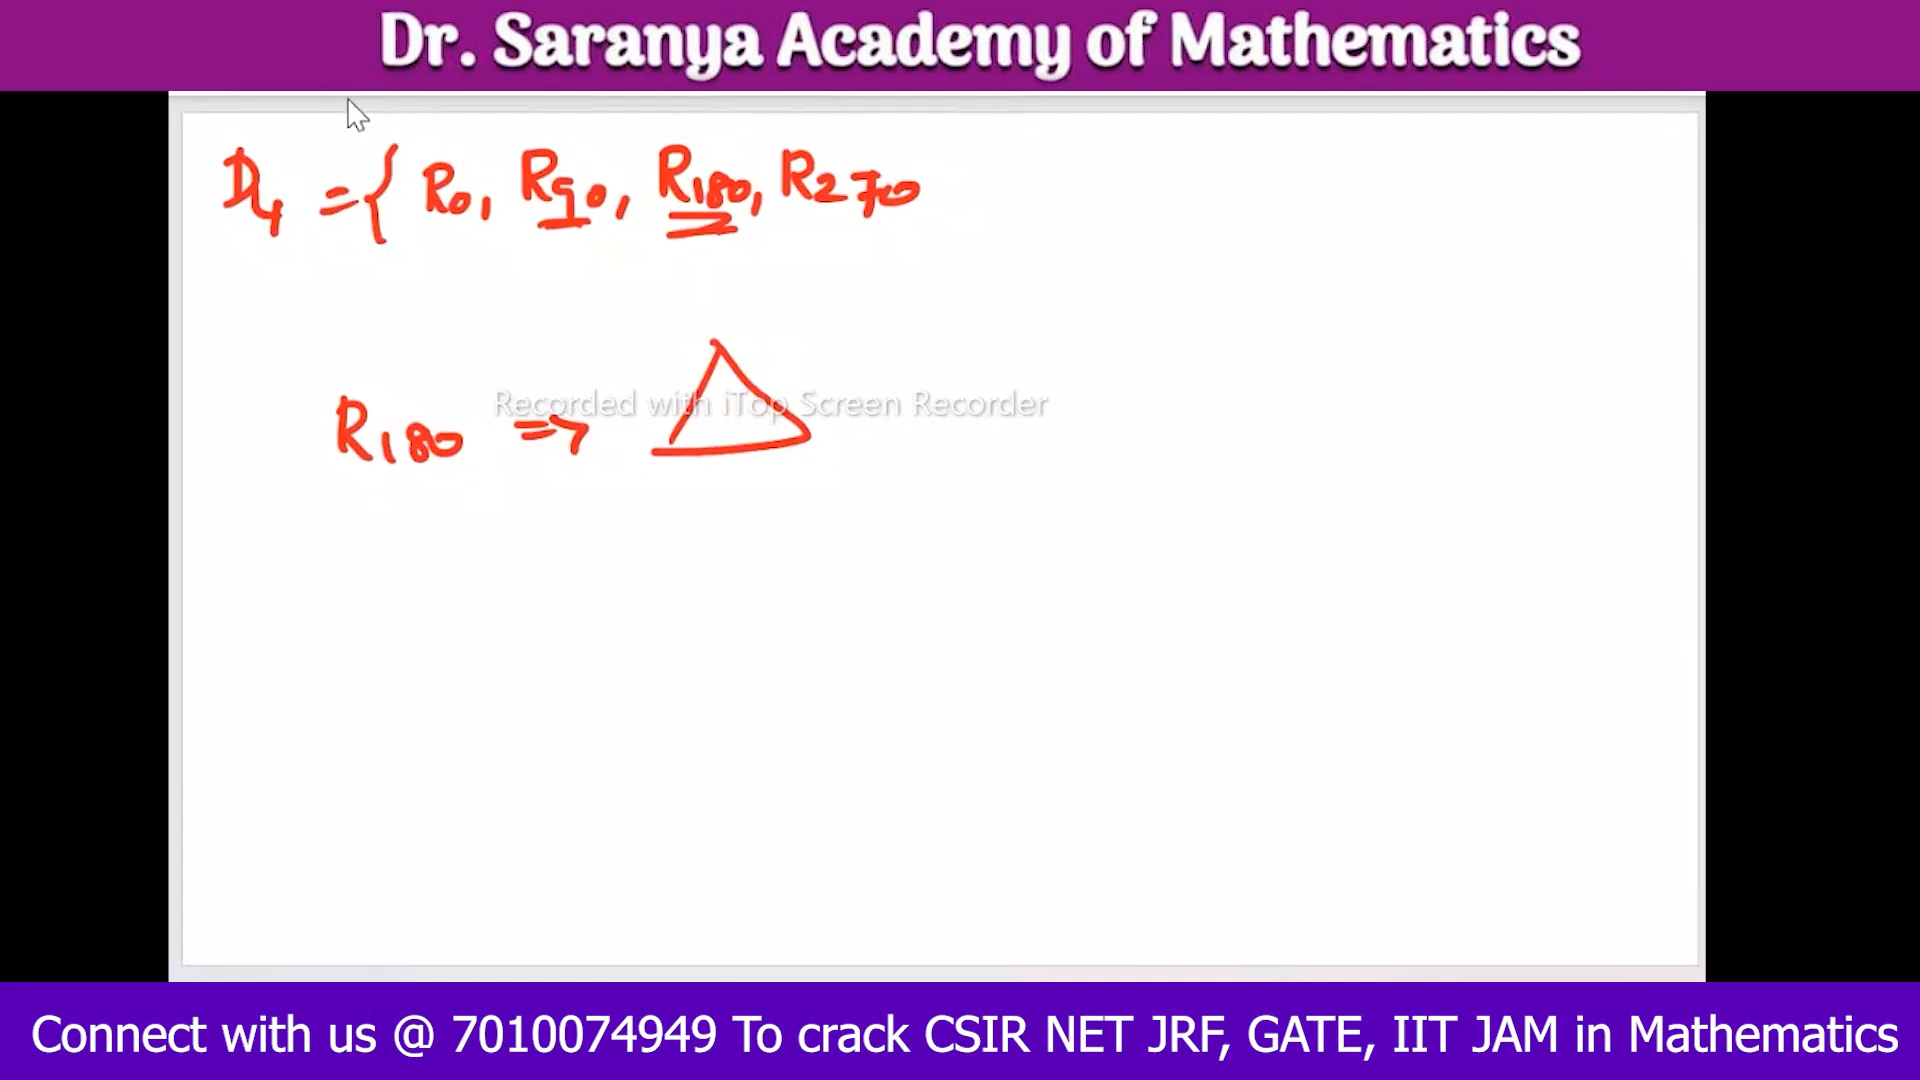 Dr. Saranya Academy of Mathematics
D4 = { R0, R90, R180, R270
Recorded with iTop Screen Recorder
R180 =>
Connect with us @ 7010074949 To crack CSIR NET JRF, GATE, IIT JAM in Mathematics